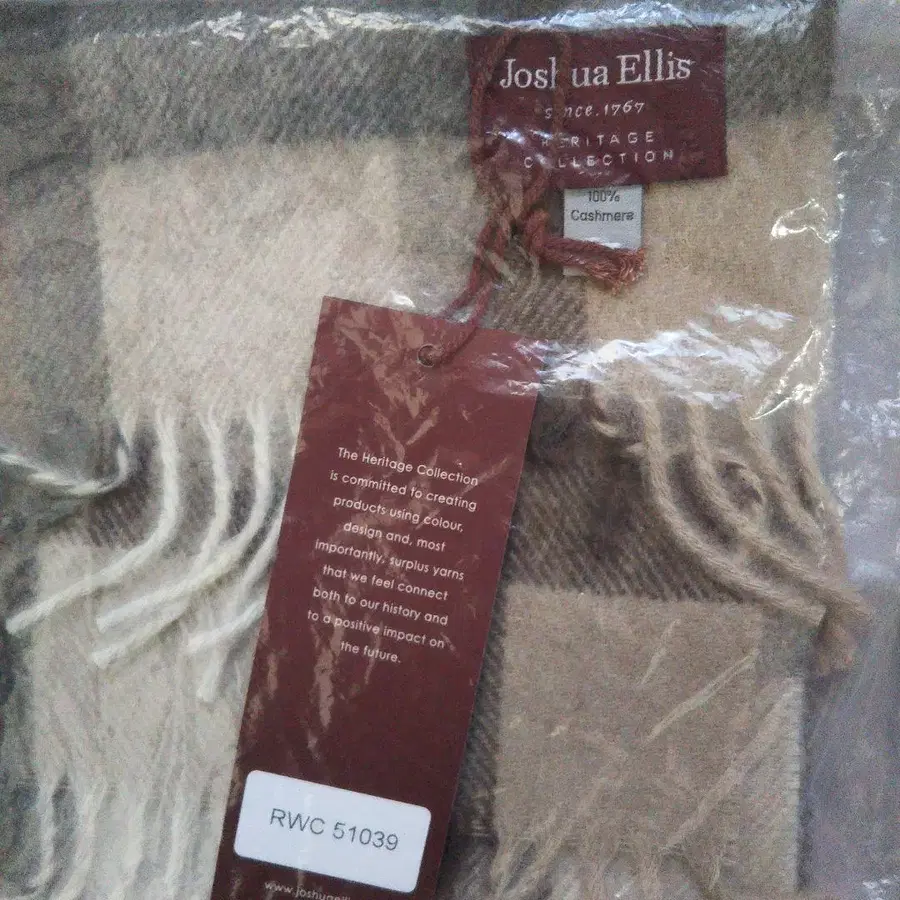 Joshua Ellis
since.1767
HERITAGE
COLLECTION
100%
Cashmere
The Heritage Collection
is committed to creating
products using colour,
design and, most
importantly, surplus yarns
that we feel connect
both to our history and
to a positive impact on
the future.
RWC 51039